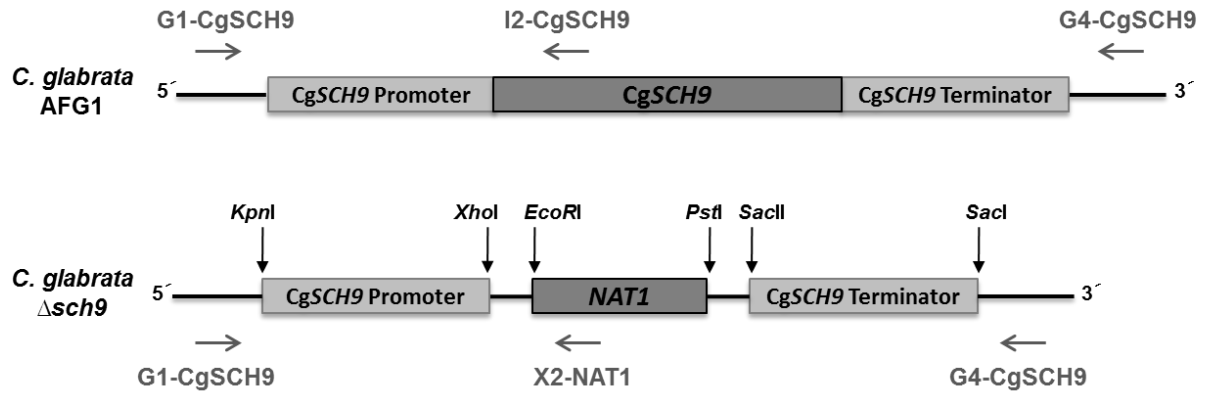 G1-CgSCH9 I2-CgSCH9 G4-CgSCH9
C. glabrata
AFG1
5´ CgSCH9 Promoter CgSCH9 CgSCH9 Terminator 3´
KpnI XhoI EcoRI PstI SacII SacI
C. glabrata
Δsch9
5´ CgSCH9 Promoter NAT1 CgSCH9 Terminator 3´
G1-CgSCH9 X2-NAT1 G4-CgSCH9